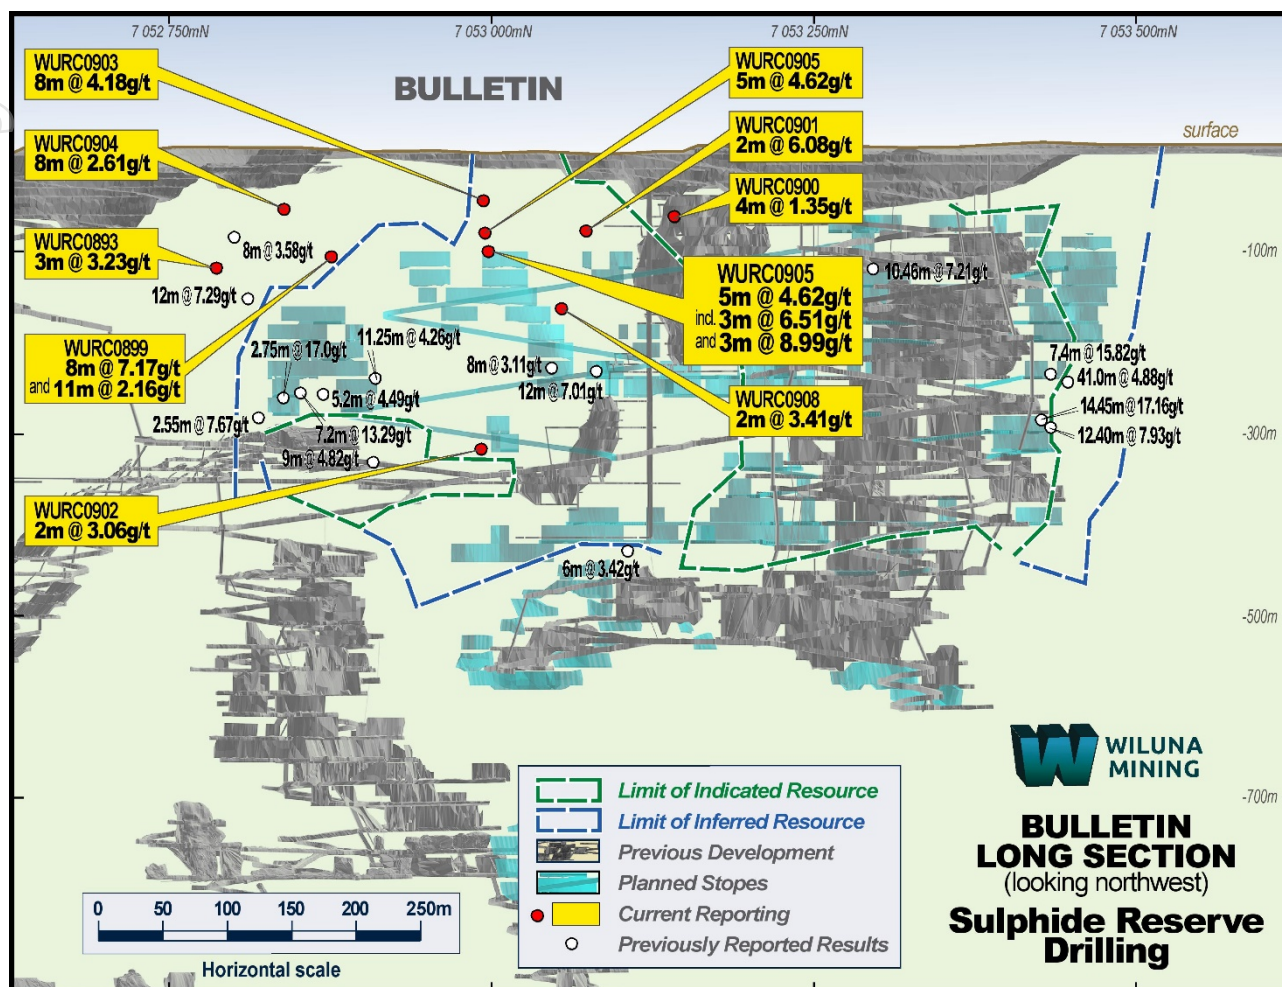 7 052 750mN
7 053 000mN
7 053 250mN
7 053 500mN
BULLETIN
surface
WURC0903
8m @ 4.18g/t
WURC0905
5m @ 4.62g/t
WURC0904
8m @ 2.61g/t
WURC0901
2m @ 6.08g/t
WURC0900
4m @ 1.35g/t
WURC0893
3m @ 3.23g/t
8m @ 3.58g/t
12m @ 7.29g/t
-100m
10.46m @ 7.21g/t
WURC0905
5m @ 4.62g/t
incl. 3m @ 6.51g/t
and 3m @ 8.99g/t
WURC0899
8m @ 7.17g/t
and 11m @ 2.16g/t
11.25m @ 4.26g/t
2.75m @ 17.0g/t
8m @ 3.11g/t
12m @ 7.01g/t
5.2m @ 4.49g/t
7.4m @ 15.82g/t
41.0m @ 4.88g/t
14.45m @ 17.16g/t
12.40m @ 7.93g/t
WURC0908
2m @ 3.41g/t
2.55m @ 7.67g/t
7.2m @ 13.29g/t
9m @ 4.82g/t
-300m
WURC0902
2m @ 3.06g/t
6m @ 3.42g/t
-500m
-700m
W WILUNA
MINING
BULLETIN
LONG SECTION
(looking northwest)
Sulphide Reserve
Drilling
Limit of Indicated Resource
Limit of Inferred Resource
Previous Development
Planned Stopes
Current Reporting
Previously Reported Results
0 50 100 150 200 250m
Horizontal scale